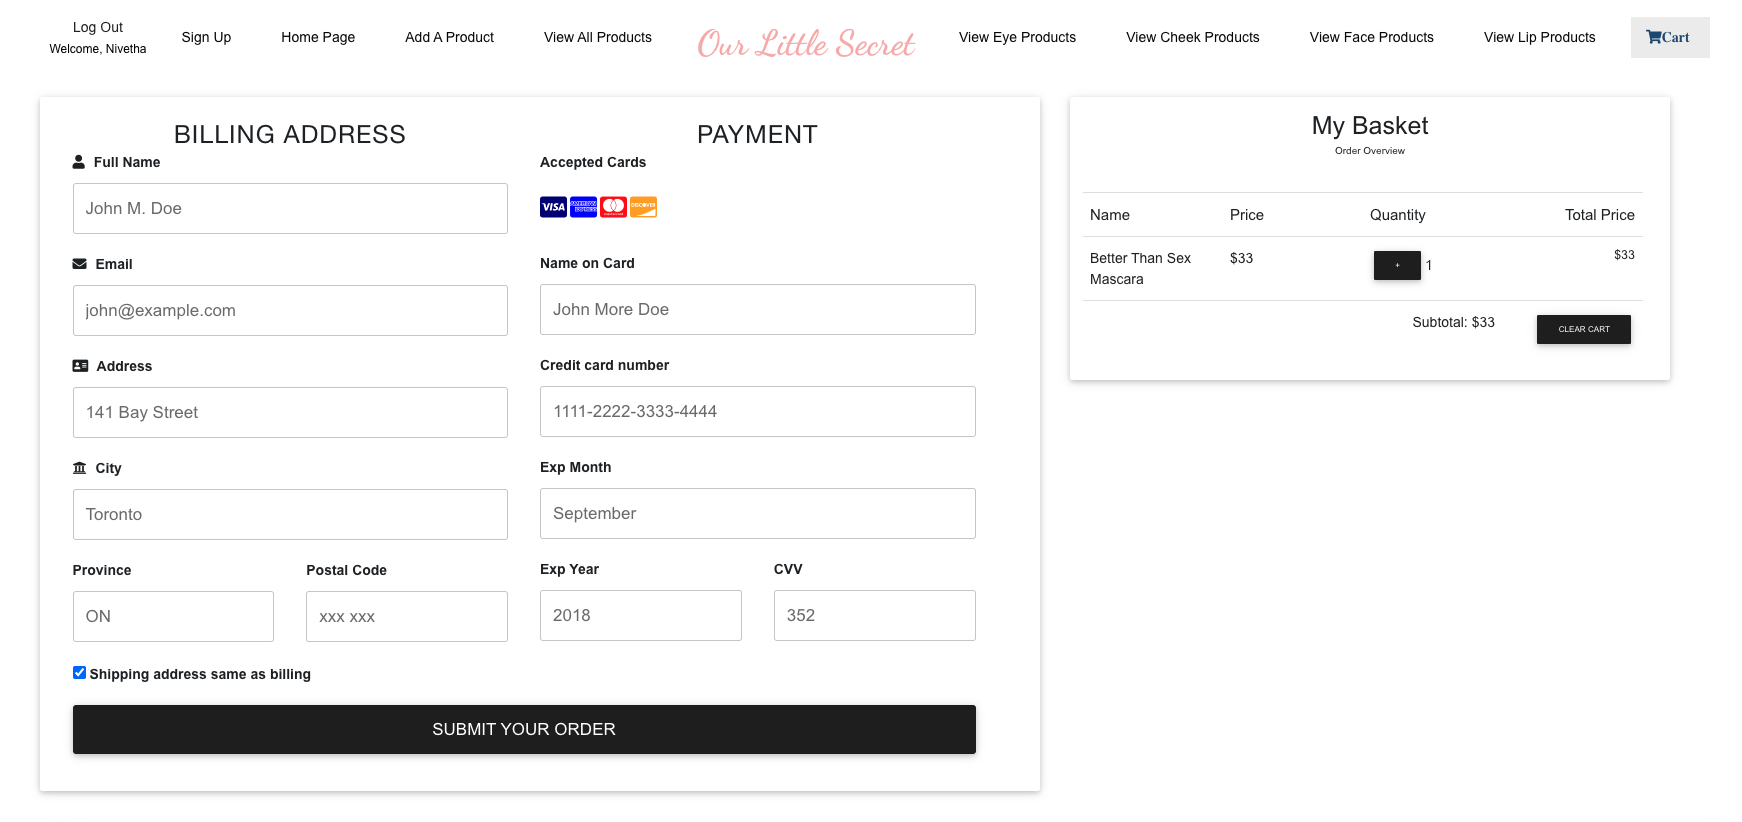 Log Out
Welcome, Nivetha
Sign Up
Home Page
Add A Product
View All Products
Our Little Secret
View Eye Products
View Cheek Products
View Face Products
View Lip Products
Cart
BILLING ADDRESS
Full Name
John M. Doe
Email
john@example.com
Address
141 Bay Street
City
Toronto
Province
Postal Code
ON
xxx xxx
Shipping address same as billing
PAYMENT
Accepted Cards
VISA
AMERICAN EXPRESS
mastercard
DISCOVER
Name on Card
John More Doe
Credit card number
1111-2222-3333-4444
Exp Month
September
Exp Year
CVV
2018
352
SUBMIT YOUR ORDER
My Basket
Order Overview
Name Price Quantity Total Price
Better Than Sex $33 + 1 $33
Mascara
Subtotal: $33
CLEAR CART